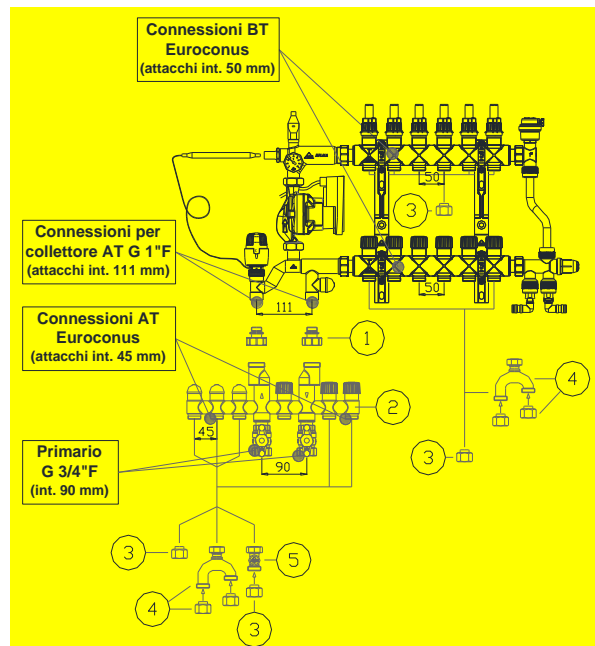 Connessioni BT
Euroconus
(attacchi int. 50 mm)
50
3
Connessioni per
collettore AT G 1"F
(attacchi int. 111 mm)
50
111
Connessioni AT
Euroconus
(attacchi int. 45 mm)
1
4
2
45
Primario
G 3/4"F
(int. 90 mm)
90
3
3
5
4
3